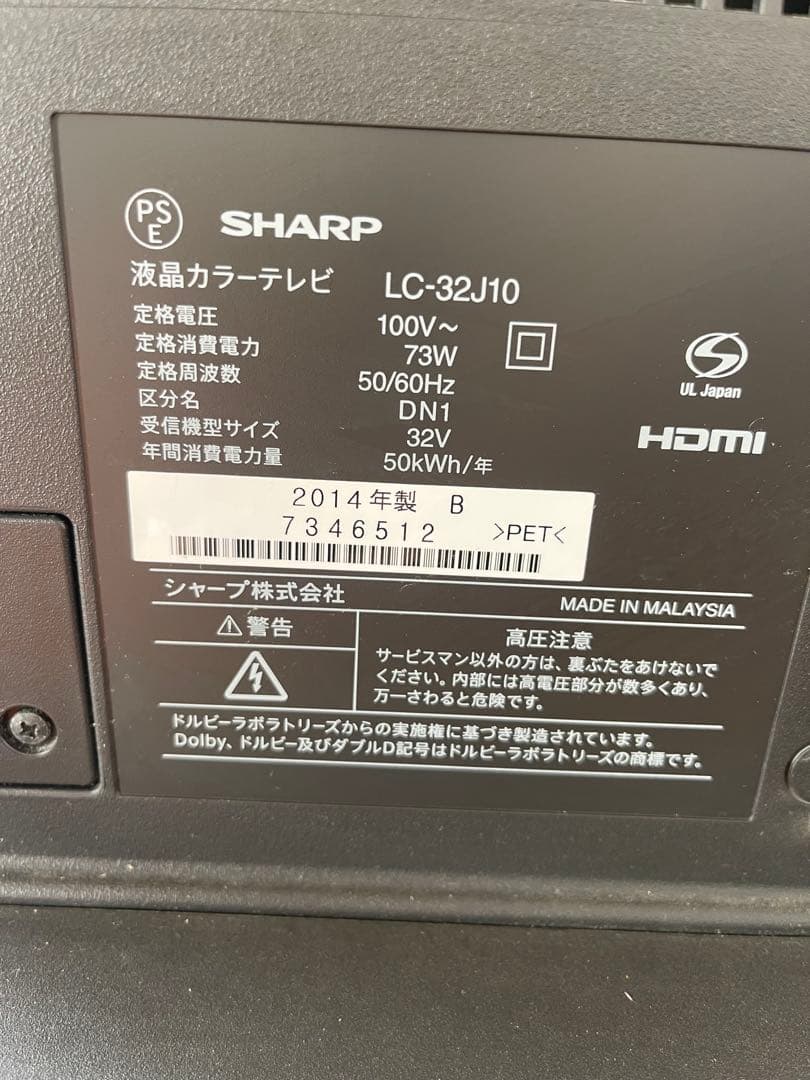 PS
E
SHARP
液晶カラーテレビ LC-32J10
定格電圧 100V～
定格消費電力 73W
定格周波数 50/60Hz
区分名 DN1
受信機型サイズ 32V
年間消費電力量 50kWh/年
UL Japan
HDMI
2014年製 B
7346512 >PET<
シャープ株式会社 MADE IN MALAYSIA
⚠警告
高圧注意
サービスマン以外の方は、裏ぶたをあけないで
ください。内部には高電圧部分が数多くあり、
万一さわると危険です。
ドルビーラボラトリーズからの実施権に基づき製造されています。
Dolby、ドルビー及びダブルD記号はドルビーラボラトリーズの商標です。